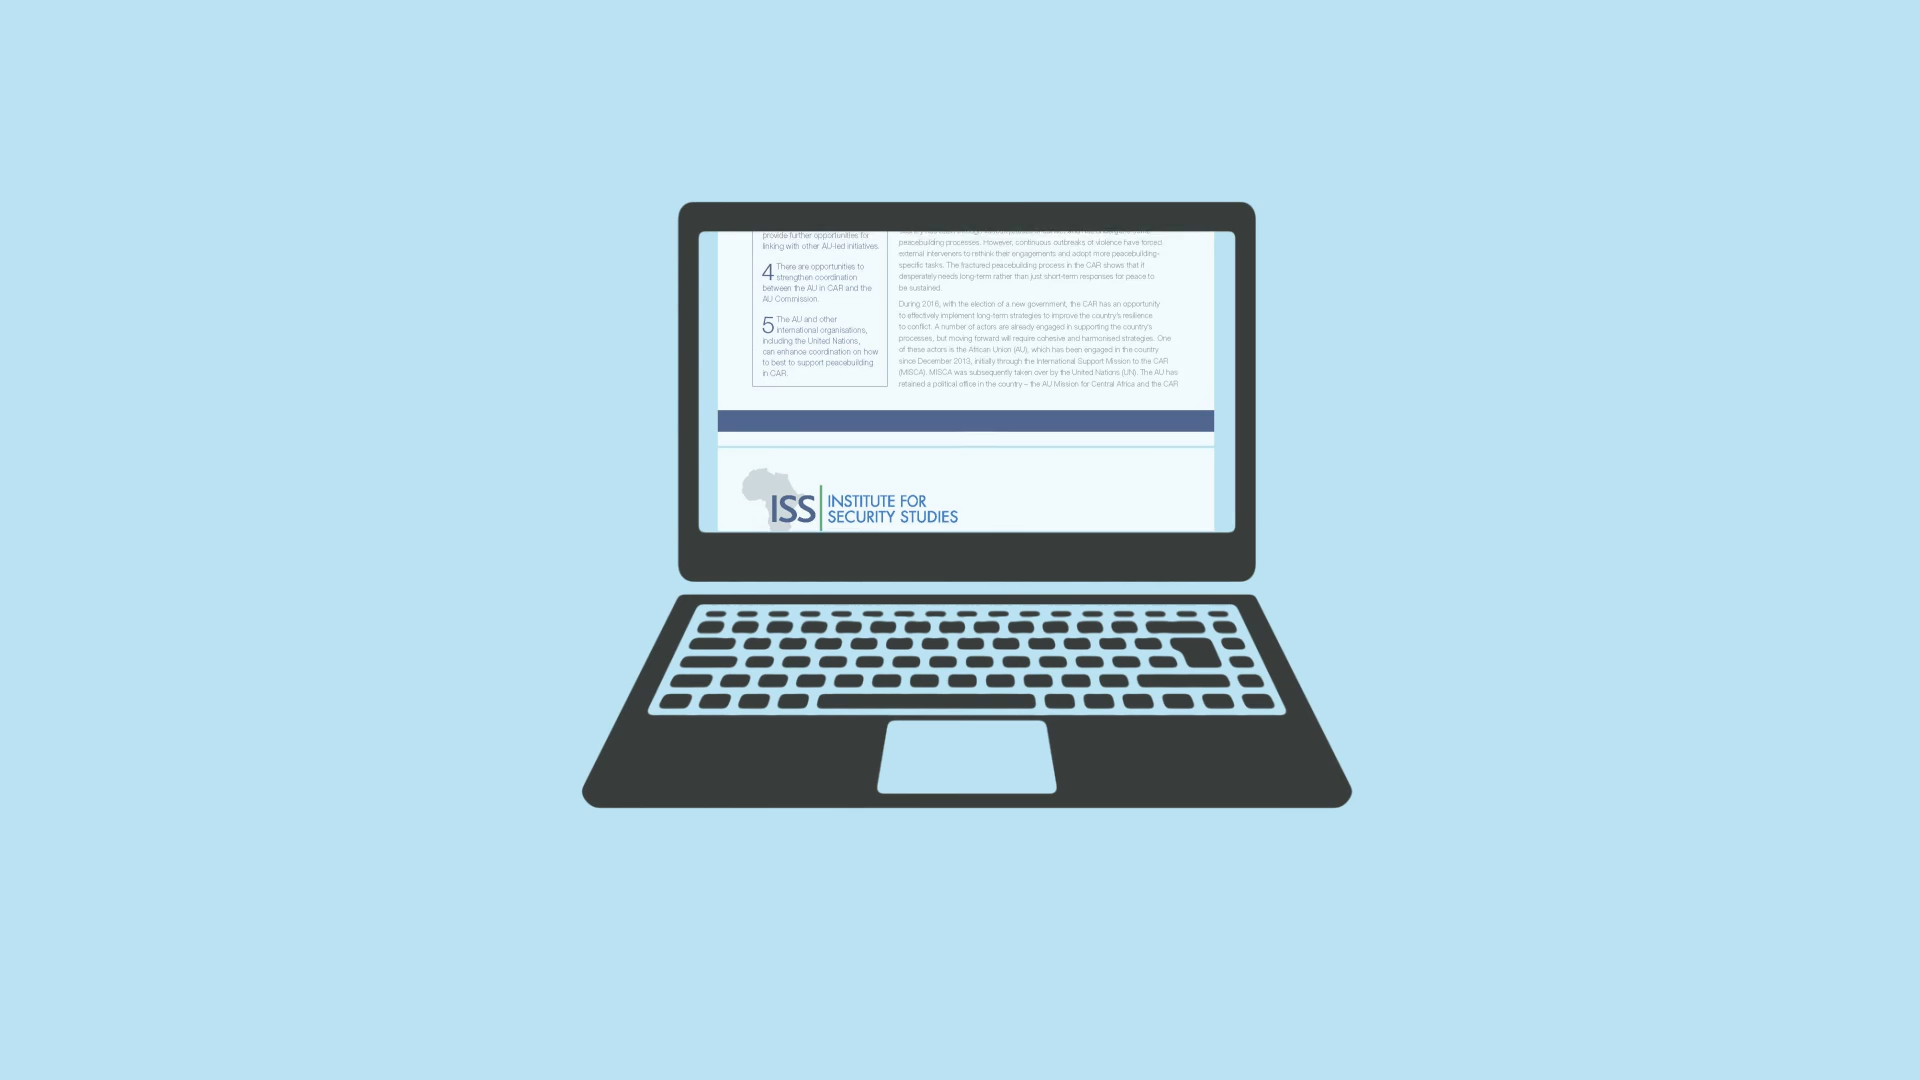 provide further opportunities for
linking with other AU-led initiatives.
4 There are opportunities to
strengthen coordination
between the AU in CAR and the
AU Commission.
5 The AU and other
international organisations,
including the United Nations,
can enhance coordination on how
to best to support peacebuilding
in CAR.
peacebuilding processes. However, continuous outbreaks of violence have forced
external interveners to rethink their engagements and adopt more peacebuilding-
specific tasks. The fractured peacebuilding process in the CAR shows that it
desperately needs long-term rather than just short-term responses for peace to
be sustained.
During 2016, with the election of a new government, the CAR has an opportunity
to effectively implement long-term strategies to improve the country's resilience
to conflict. A number of actors are already engaged in supporting the country's
processes, but moving forward will require cohesive and harmonised strategies. One
of these actors is the African Union (AU), which has been engaged in the country
since December 2013, initially through the International Support Mission to the CAR
(MISCA). MISCA was subsequently taken over by the United Nations (UN). The AU has
retained a political office in the country – the AU Mission for Central Africa and the CAR
ISS
INSTITUTE FOR
SECURITY STUDIES